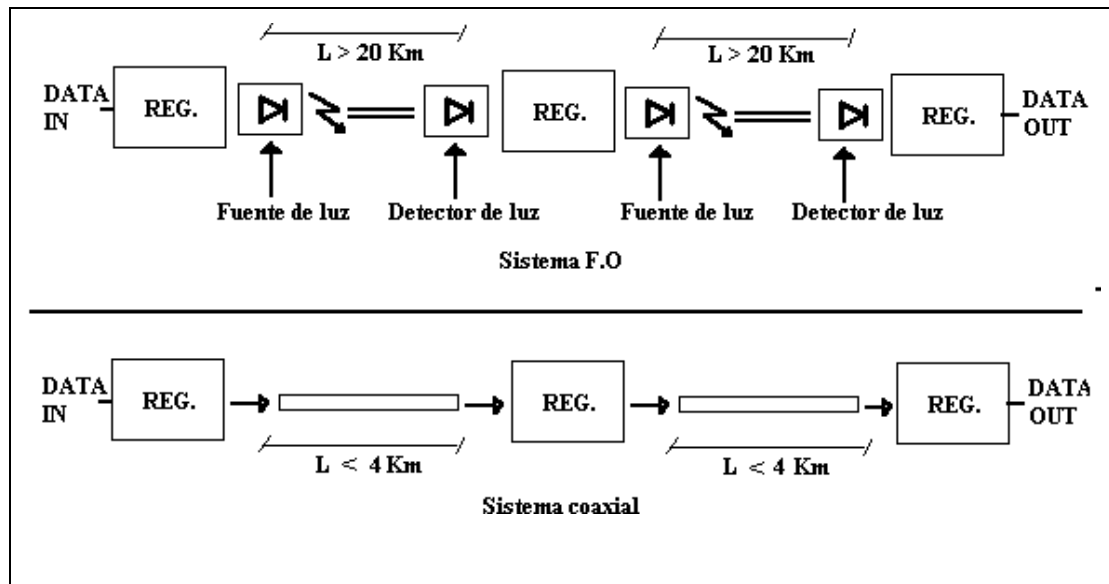 L > 20 Km
L > 20 Km
DATA IN
REG.
REG.
REG.
DATA OUT
Fuente de luz
Detector de luz
Fuente de luz
Detector de luz
Sistema F.O
DATA IN
REG.
REG.
REG.
DATA OUT
L < 4 Km
L < 4 Km
Sistema coaxial